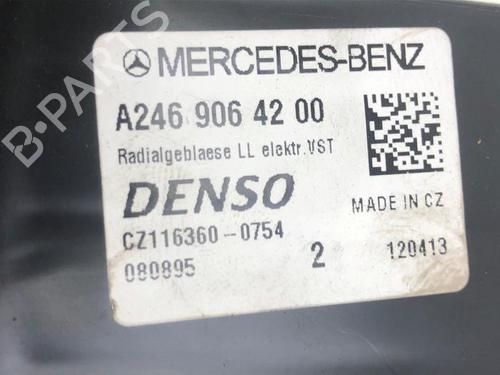 B-PARTS
MERCEDES-BENZ
A246 906 42 00
Radialgeblaese LL elektr.VST
DENSO
MADE IN CZ
CZ116360-0754
080895 2 120413